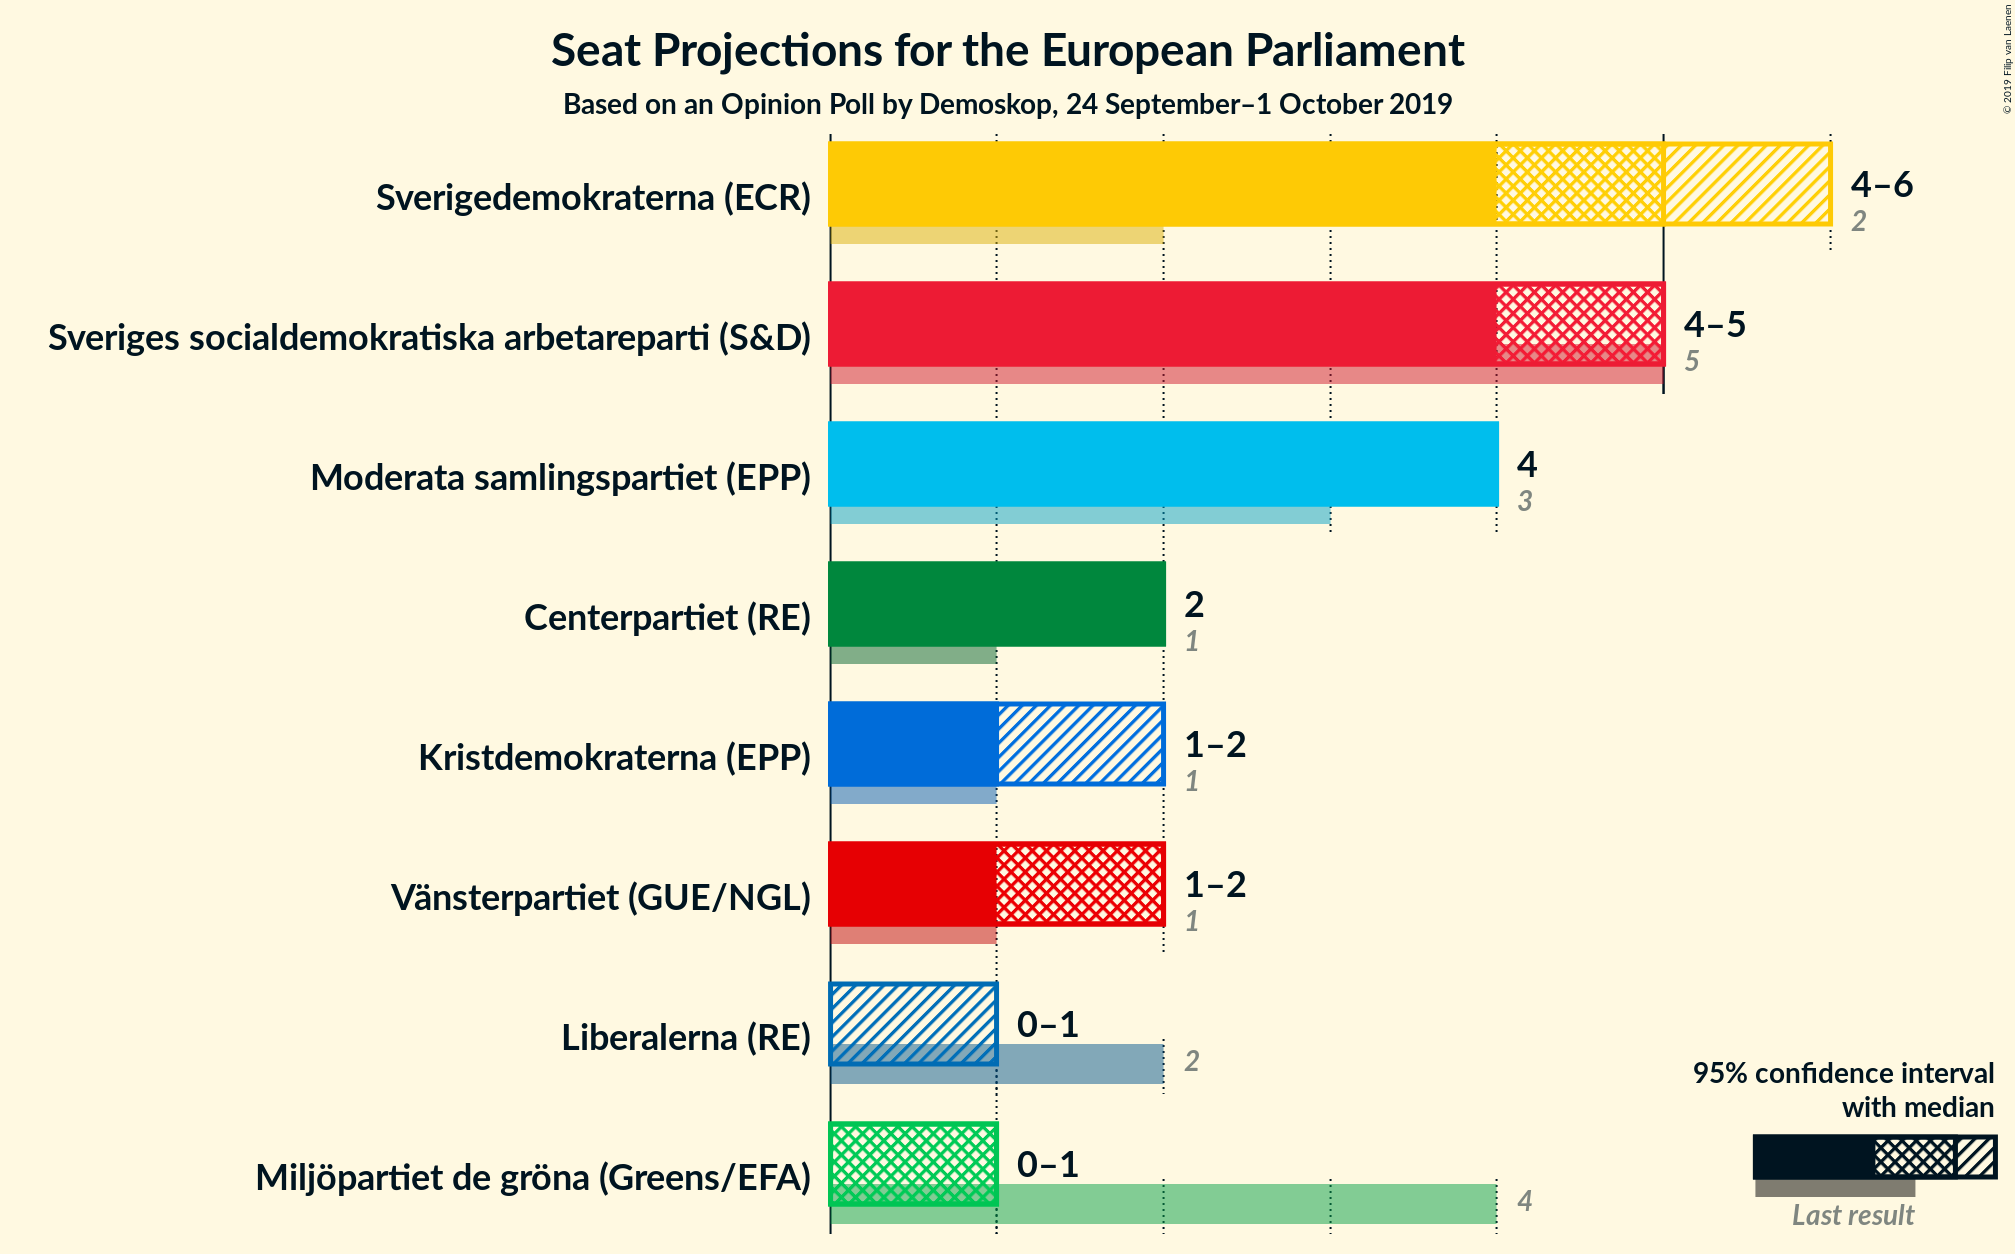 Seat Projections for the European Parliament
Based on an Opinion Poll by Demoskop, 24 September–1 October 2019
© 2019 Filip van Laenen
Sverigedemokraterna (ECR)
4–6
2
Sveriges socialdemokratiska arbetareparti (S&D)
4–5
5
Moderata samlingspartiet (EPP)
4
3
Centerpartiet (RE)
2
1
Kristdemokraterna (EPP)
1–2
1
Vänsterpartiet (GUE/NGL)
1–2
1
Liberalerna (RE)
0–1
2
Miljöpartiet de gröna (Greens/EFA)
0–1
4
95% confidence interval
with median
Last result